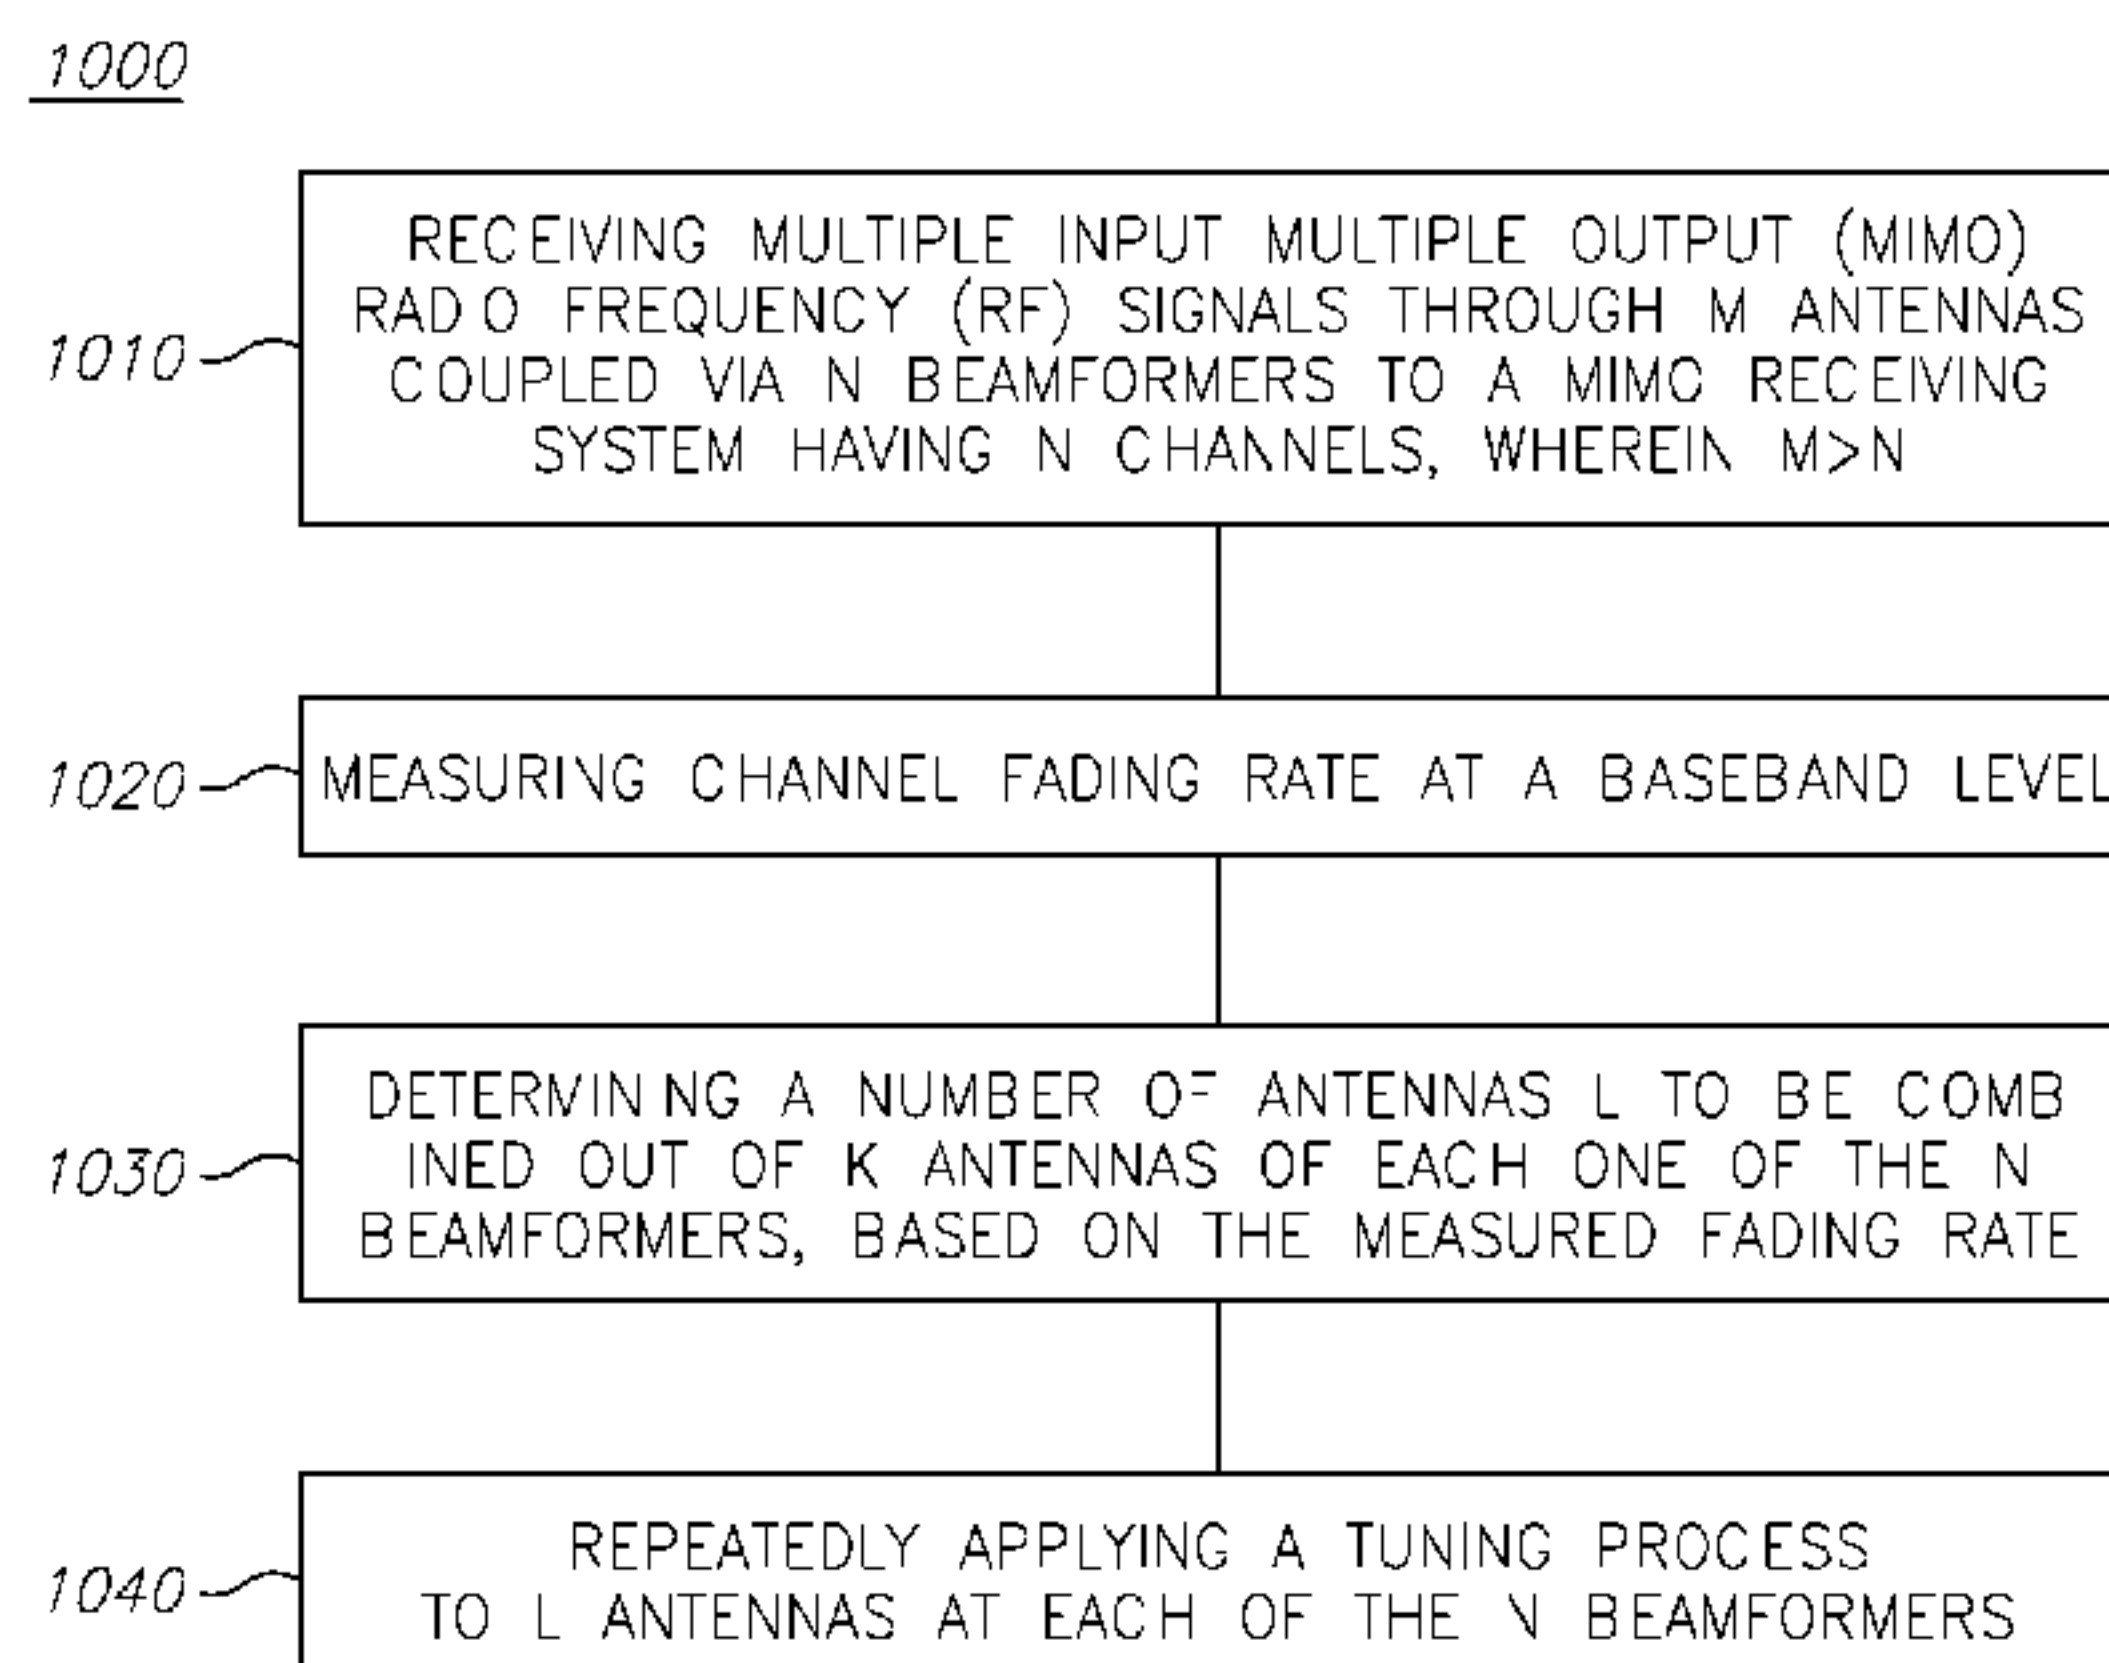 1000
RECEIVING MULTIPLE INPUT MULTIPLE OUTPUT (MIMO)
RADIO FREQUENCY (RF) SIGNALS THROUGH M ANTENNAS
1010
COUPLED VIA N BEAMFORMERS TO A MIMO RECEIVING
SYSTEM HAVING N CHANNELS, WHEREIN M>N
1020
MEASURING CHANNEL FADING RATE AT A BASEBAND LEVEL
DETERMINING A NUMBER OF ANTENNAS L TO BE COMB
1030
INED OUT OF K ANTENNAS OF EACH ONE OF THE N
BEAMFORMERS, BASED ON THE MEASURED FADING RATE
REPEATEDLY APPLYING A TUNING PROCESS
1040
TO L ANTENNAS AT EACH OF THE N BEAMFORMERS